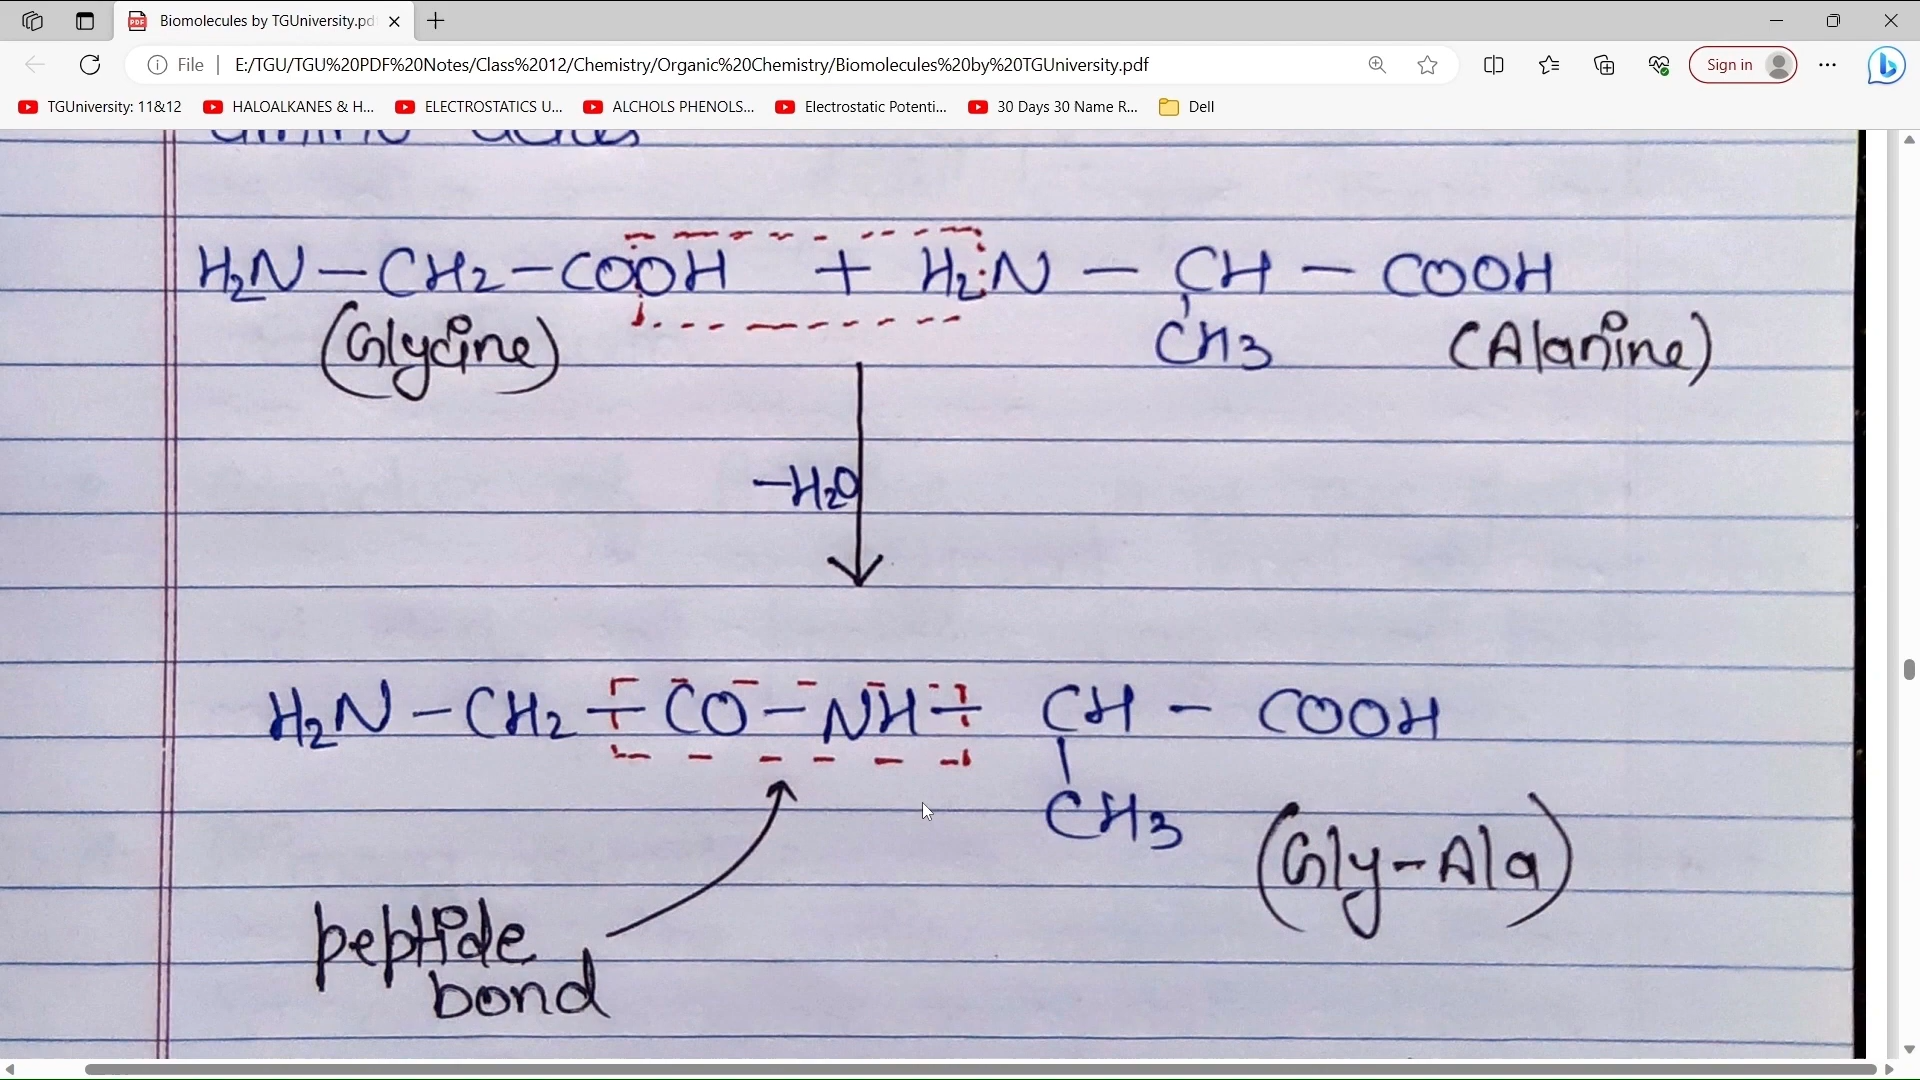 Biomolecules by TGUniversity.pd
File
E:/TGU/TGU%20PDF%20Notes/Class%2012/Chemistry/Organic%20Chemistry/Biomolecules%20by%20TGUniversity.pdf
Sign in
TGUniversity: 11&12
HALOALKANES & H...
ELECTROSTATICS U...
ALCHOLS PHENOLS...
Electrostatic Potenti...
30 Days 30 Name R...
Dell
amino acids
H₂N — CH₂ — COOH + H₂N — CH — COOH
(Glycine)
CH3
(Alanine)
—H₂O
H₂N — CH₂ — CO — NH — CH — COOH
CH3
(Gly-Ala)
peptide
bond